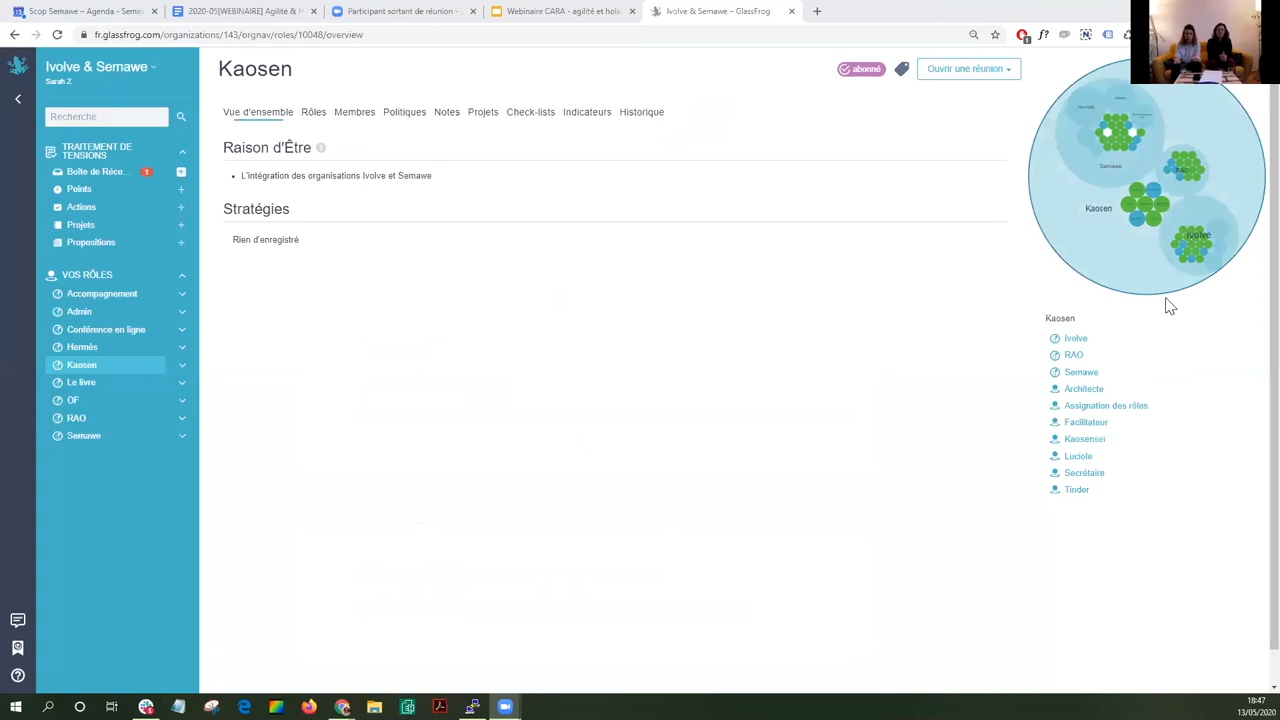 Scop Semawe – Agenda - Sema
2020-05[WEBINAIRE] Agilité & H
Participant sortant de réunion -
Webinaire CARA - agilité et hola
Ivolve & Semawe – GlassFrog
fr.glassfrog.com/organizations/143/orgnav/roles/10048/overview
Ivolve & Semawe
Sarah Z
Recherche
TRAITEMENT DE
TENSIONS
Boîte de Réce... 1
Points
Actions
Projets
Propositions
VOS RÔLES
Accompagnement
Admin
Conférence en ligne
Hermès
Kaosen
Le livre
OF
RAO
Semawe
Kaosen
abonné
Ouvrir une réunion
Vue d'ensemble Rôles Membres Politiques Notes Projets Check-lists Indicateurs Historique
Raison d'Être ?
L'intégration des organisations Ivolve et Semawe
Stratégies
Rien d'enregistré
Hermès
Semawe
RAO
Kaosen
Ivolve
Kaosen
Ivolve
RAO
Semawe
Architecte
Assignation des rôles
Facilitateur
Kaosensei
Luciole
Secrétaire
Tinder
18:47
13/05/2020